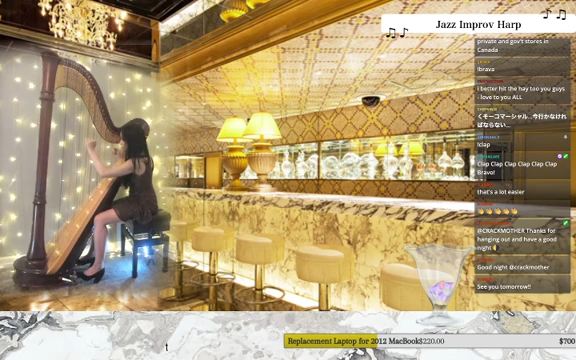 Jazz Improv Harp
private and gov't stores in
Canada
!brava
i better hit the hay too you guys
- love to you ALL
くそーコマーシャル...今行かなけれ
ばならない...
!clap
Clap Clap Clap Clap Clap Clap
Bravo!
that's a lot easier
@CRACKMOTHER Thanks for
hanging out and have a good
night
Good night @crackmother
See you tomorrow!!
Replacement Laptop for 2012 MacBook$220.00
$700